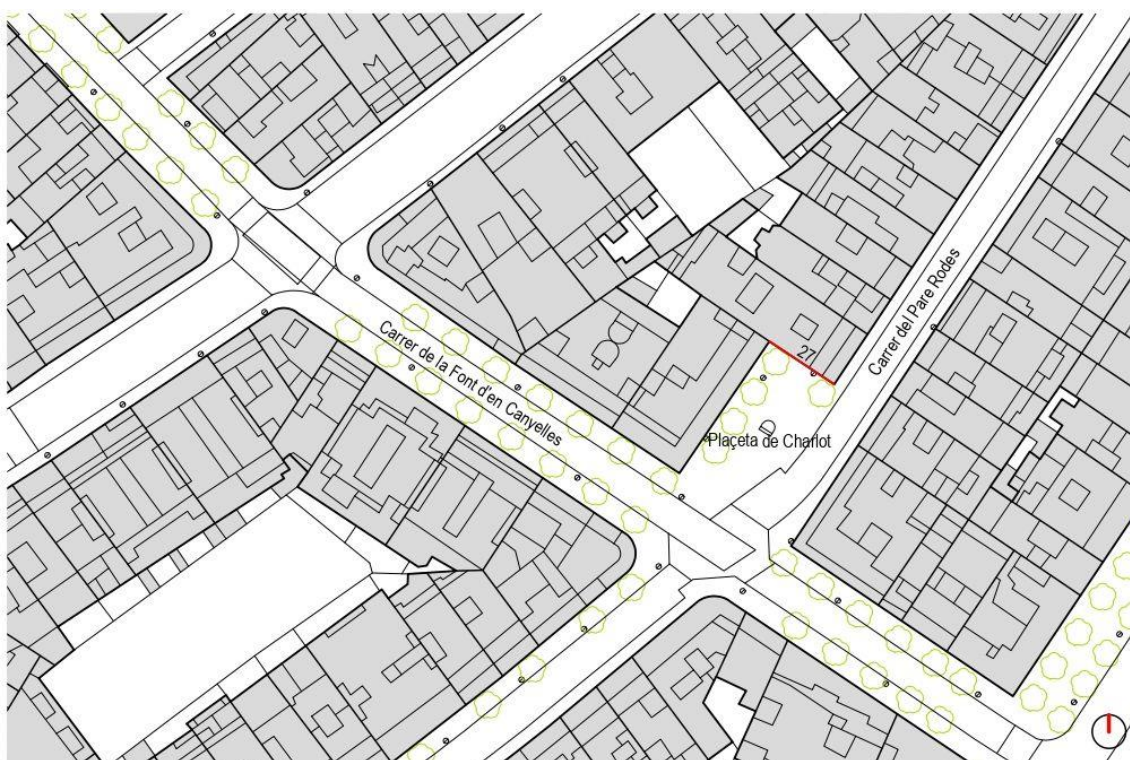 Carrer de la Font d'en Canyelles
27
Carrer del Pare Rodes
Plaçeta de Charlot